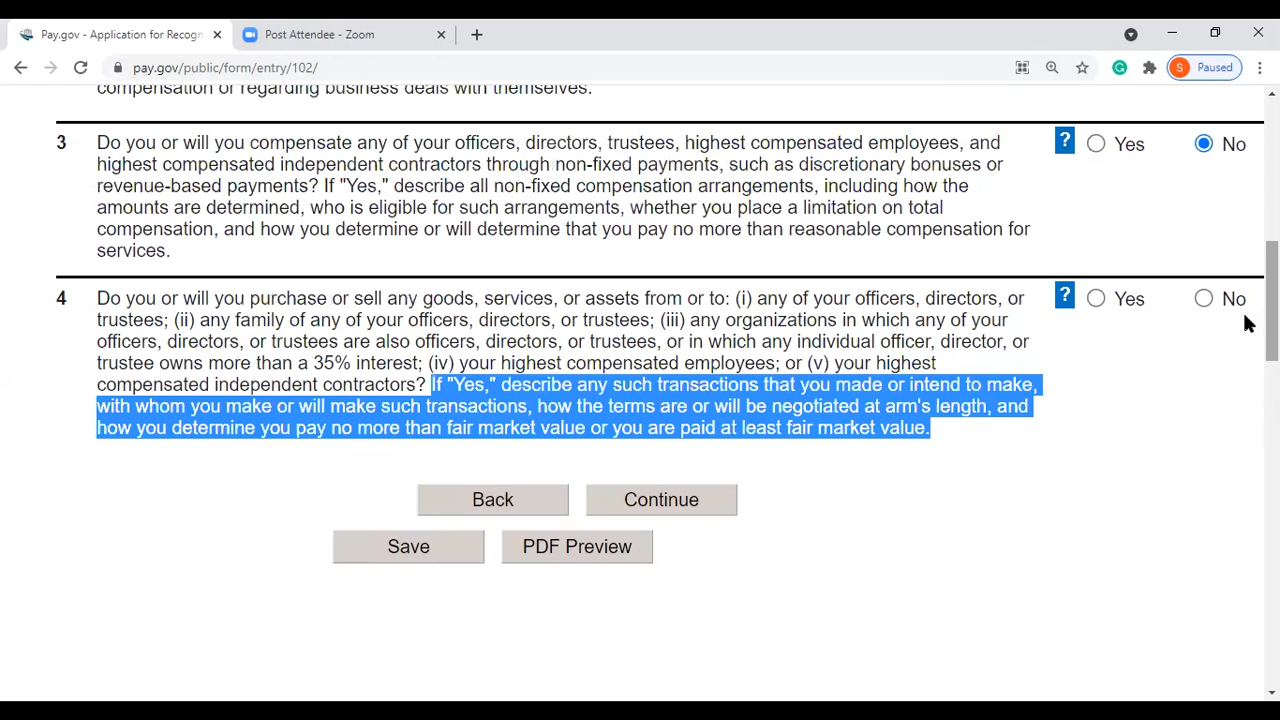 Pay.gov - Application for Recogn
Post Attendee - Zoom
pay.gov/public/form/entry/102/
S Paused
compensation or regarding business deals with themselves.
3 Do you or will you compensate any of your officers, directors, trustees, highest compensated employees, and
highest compensated independent contractors through non-fixed payments, such as discretionary bonuses or
revenue-based payments? If "Yes," describe all non-fixed compensation arrangements, including how the
amounts are determined, who is eligible for such arrangements, whether you place a limitation on total
compensation, and how you determine or will determine that you pay no more than reasonable compensation for
services.
? Yes No
4 Do you or will you purchase or sell any goods, services, or assets from or to: (i) any of your officers, directors, or
trustees; (ii) any family of any of your officers, directors, or trustees; (iii) any organizations in which any of your
officers, directors, or trustees are also officers, directors, or trustees, or in which any individual officer, director, or
trustee owns more than a 35% interest; (iv) your highest compensated employees; or (v) your highest
compensated independent contractors? If "Yes," describe any such transactions that you made or intend to make,
with whom you make or will make such transactions, how the terms are or will be negotiated at arm's length, and
how you determine you pay no more than fair market value or you are paid at least fair market value.
? Yes No
Back Continue
Save PDF Preview